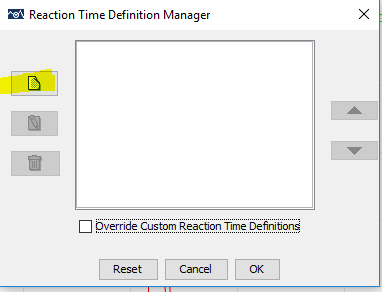 Reaction Time Definition Manager
Override Custom Reaction Time Definitions
Reset Cancel OK